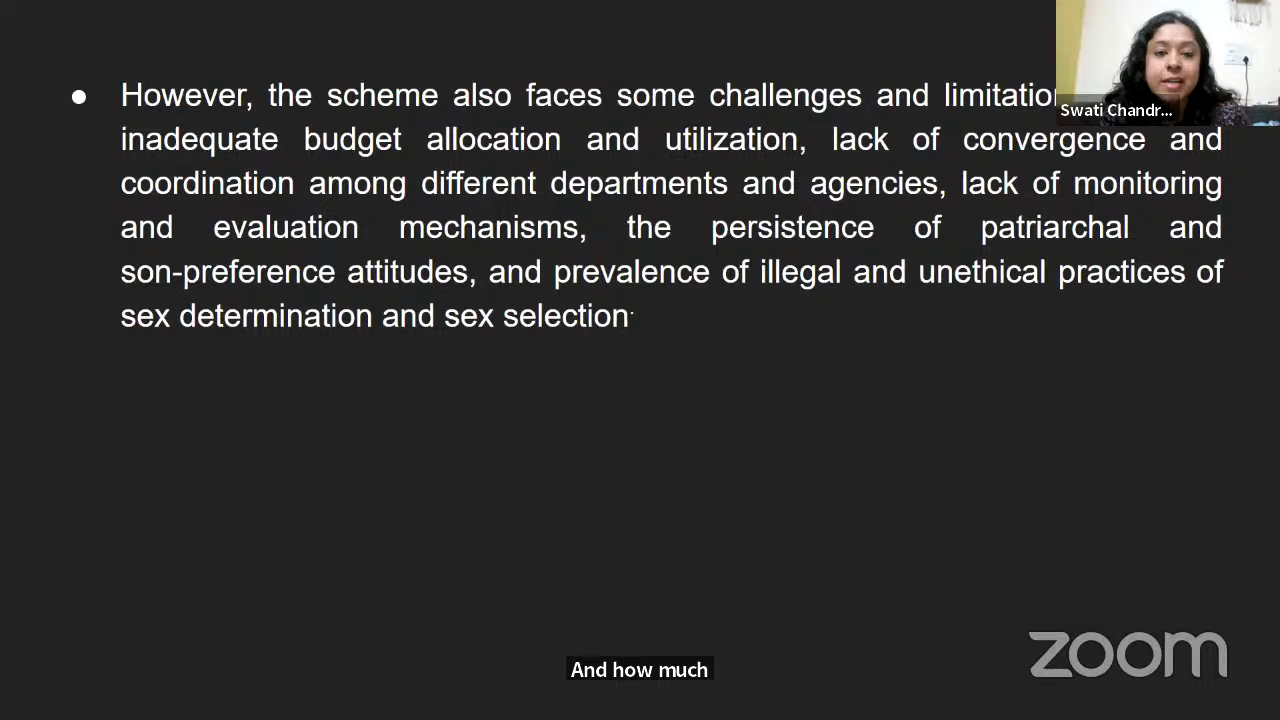 ● However, the scheme also faces some challenges and limitatio
inadequate budget allocation and utilization, lack of convergence and
coordination among different departments and agencies, lack of monitoring
and evaluation mechanisms, the persistence of patriarchal and
son-preference attitudes, and prevalence of illegal and unethical practices of
sex determination and sex selection.
Swati Chandr...
And how much
zoom